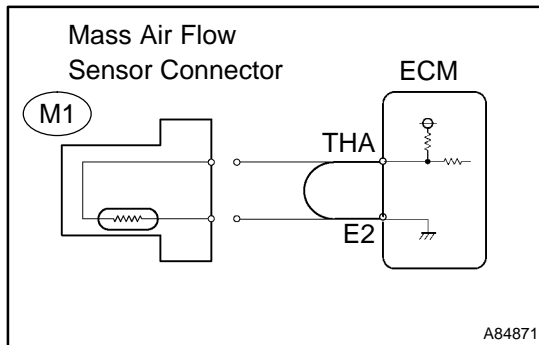 Mass Air Flow
Sensor Connector
ECM
M1
THA
E2
A84871